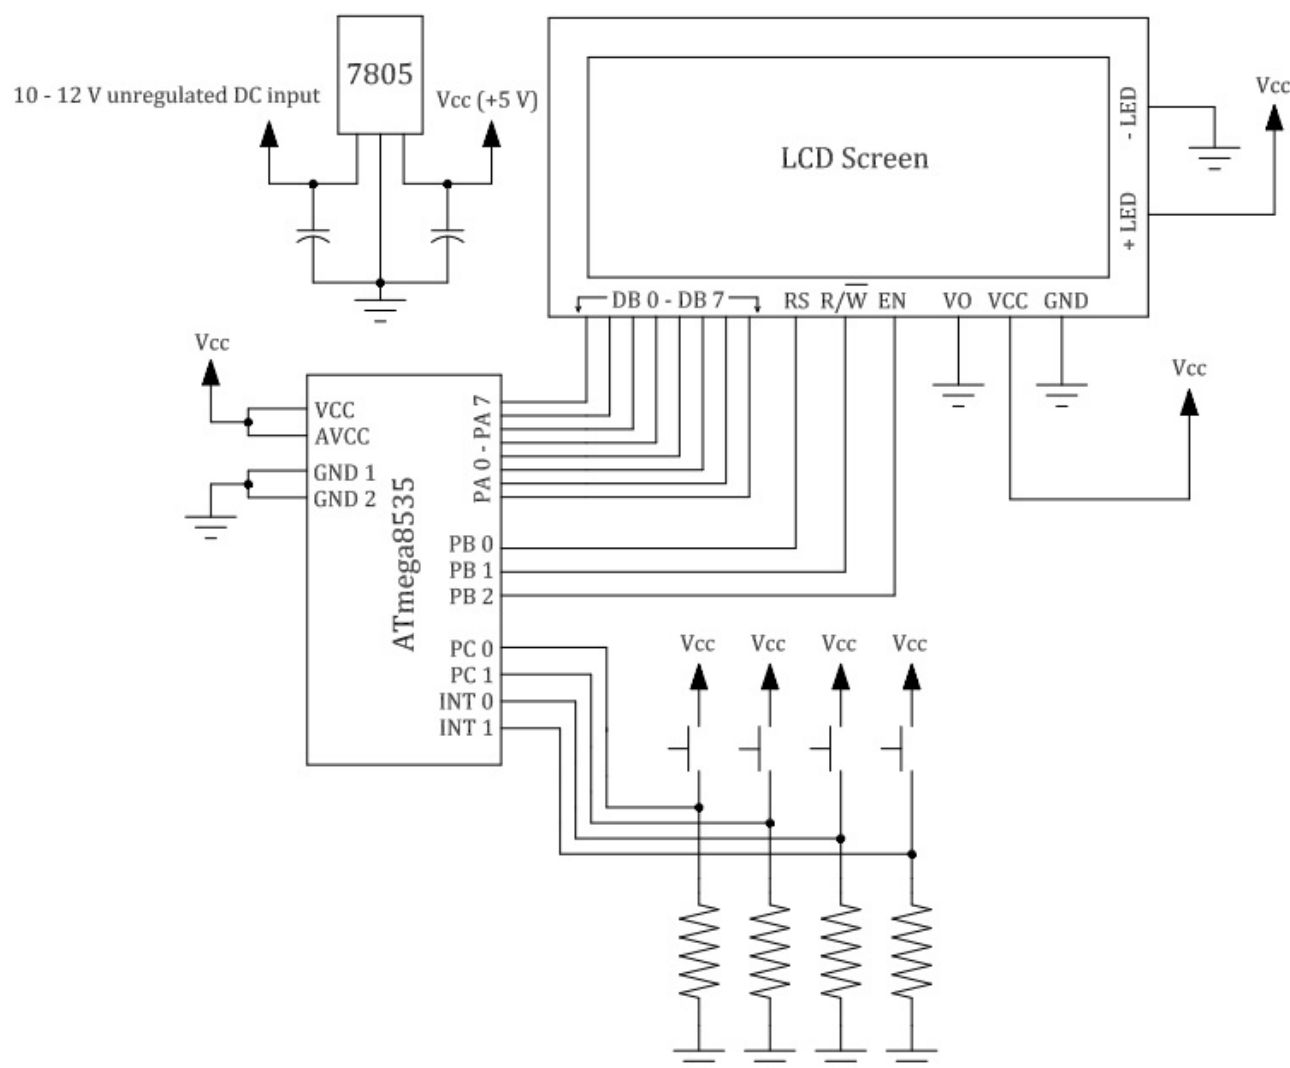 7805
10 - 12 V unregulated DC input
Vcc (+5 V)
LCD Screen
- LED
+ LED
Vcc
DB 0 - DB 7
RS R/W̅ EN VO VCC GND
Vcc
Vcc
VCC
AVCC
GND 1
GND 2
ATmega8535
PA 0 - PA 7
PB 0
PB 1
PB 2
PC 0
PC 1
INT 0
INT 1
Vcc Vcc Vcc Vcc